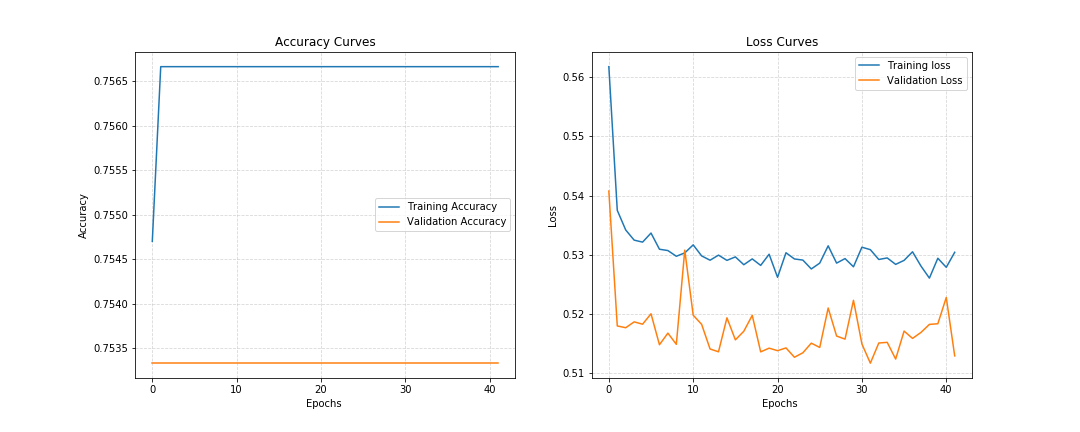 Accuracy Curves
0.7565
0.7560
0.7555
0.7550
0.7545
0.7540
0.7535
Accuracy
0
10
20
30
40
Epochs
Training Accuracy
Validation Accuracy
Loss Curves
0.56
0.55
0.54
0.53
0.52
0.51
Loss
0
10
20
30
40
Epochs
Training loss
Validation Loss